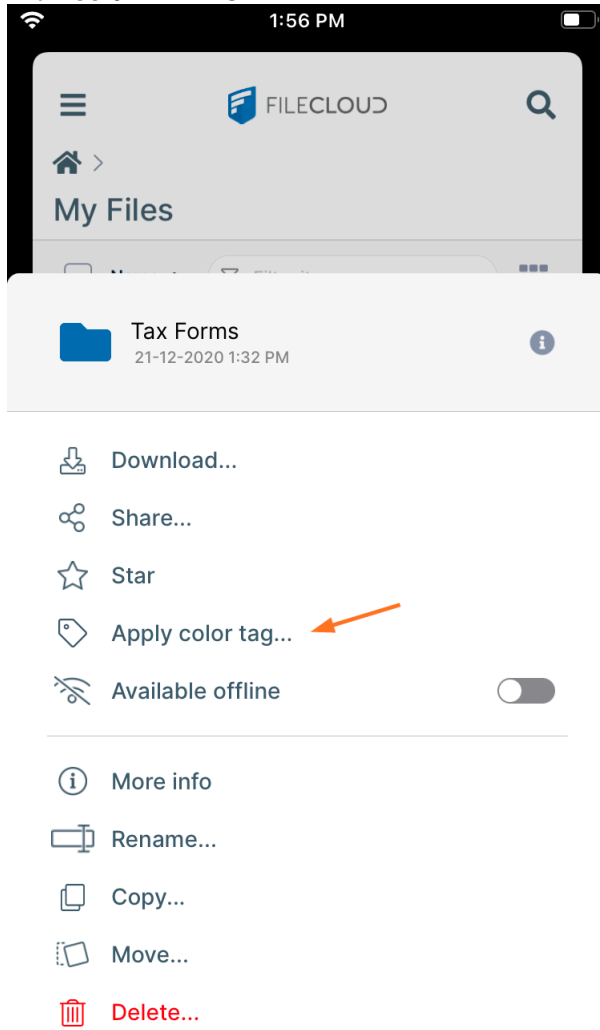 1:56 PM
FILECLOUD
My Files
Tax Forms
21-12-2020 1:32 PM
Download...
Share...
Star
Apply color tag...
Available offline
More info
Rename...
Copy...
Move...
Delete...